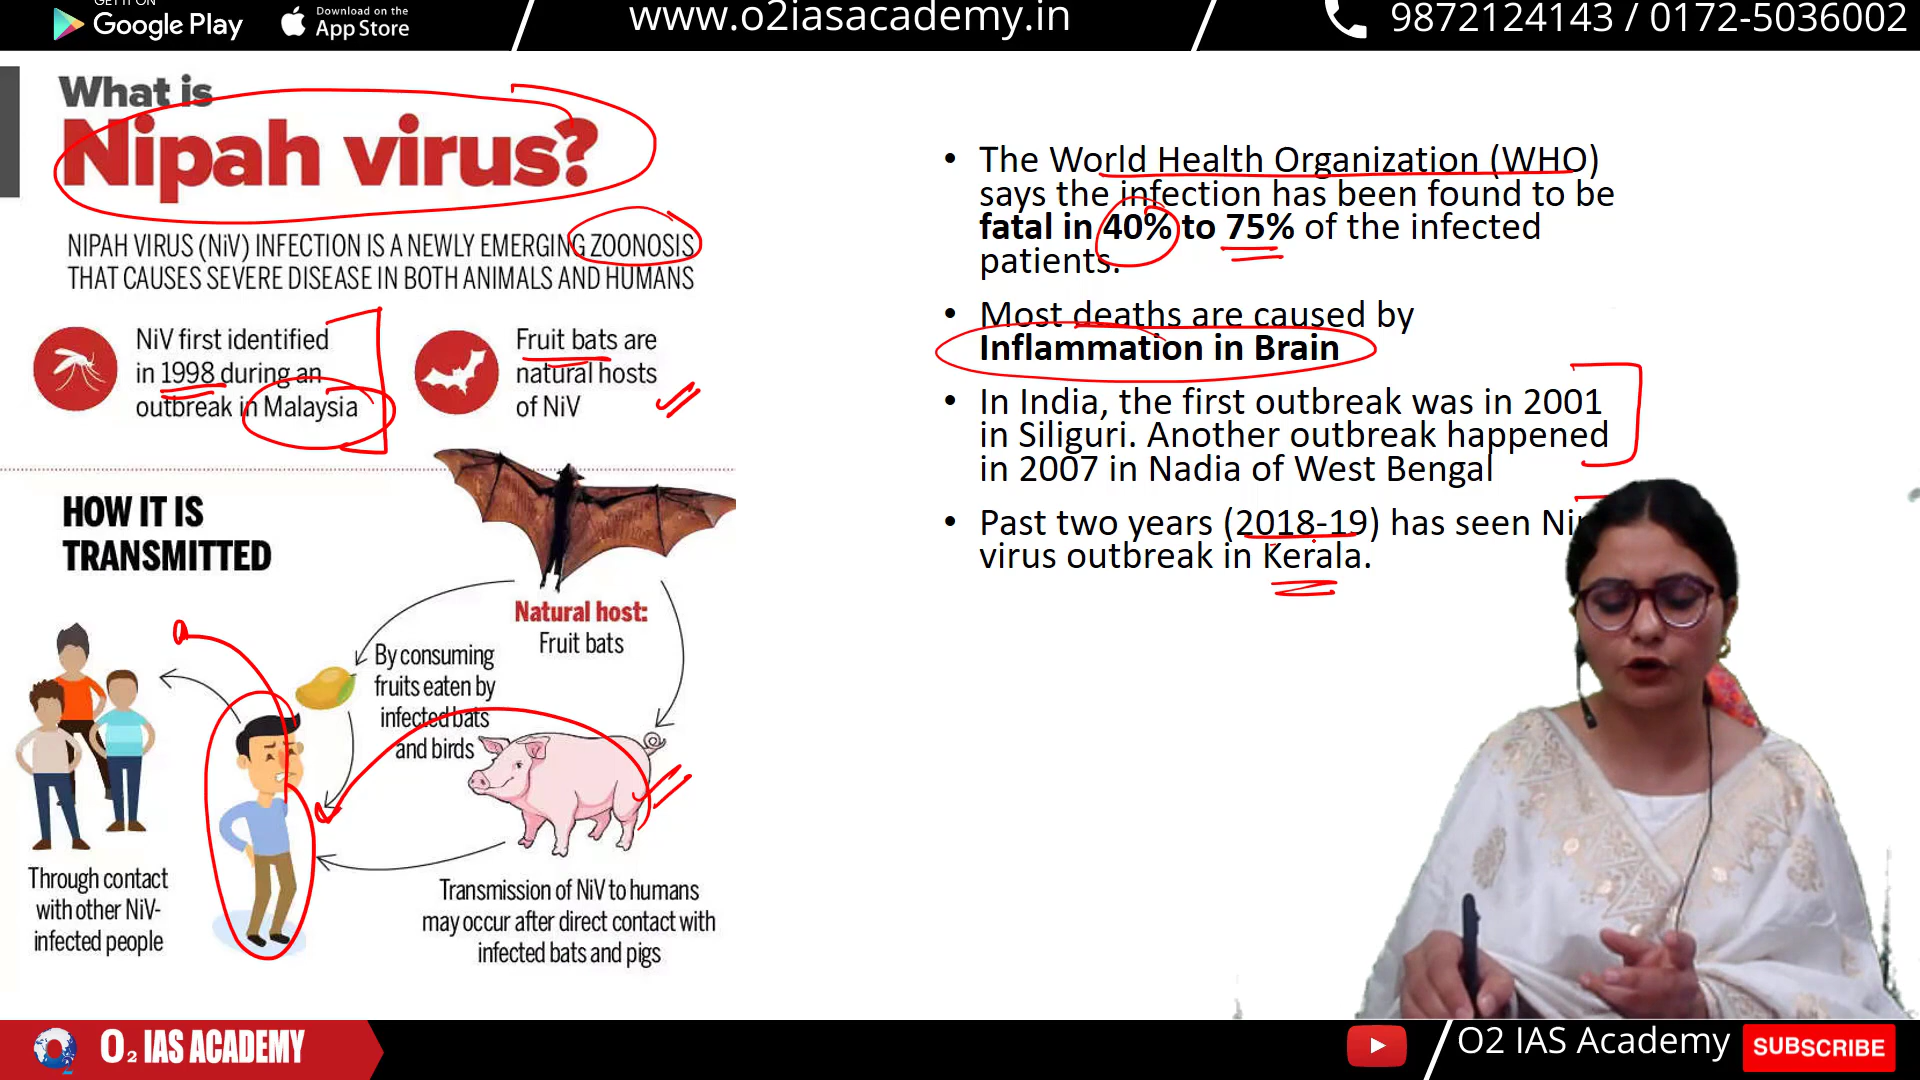 GET IT ON
Google Play
Download on the
App Store
www.o2iasacademy.in
9872124143 / 0172-5036002
What is
Nipah virus?
NIPAH VIRUS (NiV) INFECTION IS A NEWLY EMERGING ZOONOSIS
THAT CAUSES SEVERE DISEASE IN BOTH ANIMALS AND HUMANS
NiV first identified
in 1998 during an
outbreak in Malaysia
Fruit bats are
natural hosts
of NiV
HOW IT IS
TRANSMITTED
Natural host:
Fruit bats
By consuming
fruits eaten by
infected bats
and birds
Through contact
with other NiV-
infected people
Transmission of NiV to humans
may occur after direct contact with
infected bats and pigs
• The World Health Organization (WHO)
says the infection has been found to be
fatal in 40% to 75% of the infected
patients.
• Most deaths are caused by
Inflammation in Brain
• In India, the first outbreak was in 2001
in Siliguri. Another outbreak happened
in 2007 in Nadia of West Bengal
• Past two years (2018-19) has seen
virus outbreak in Kerala.
O2 IAS ACADEMY
O2 IAS Academy
SUBSCRIBE